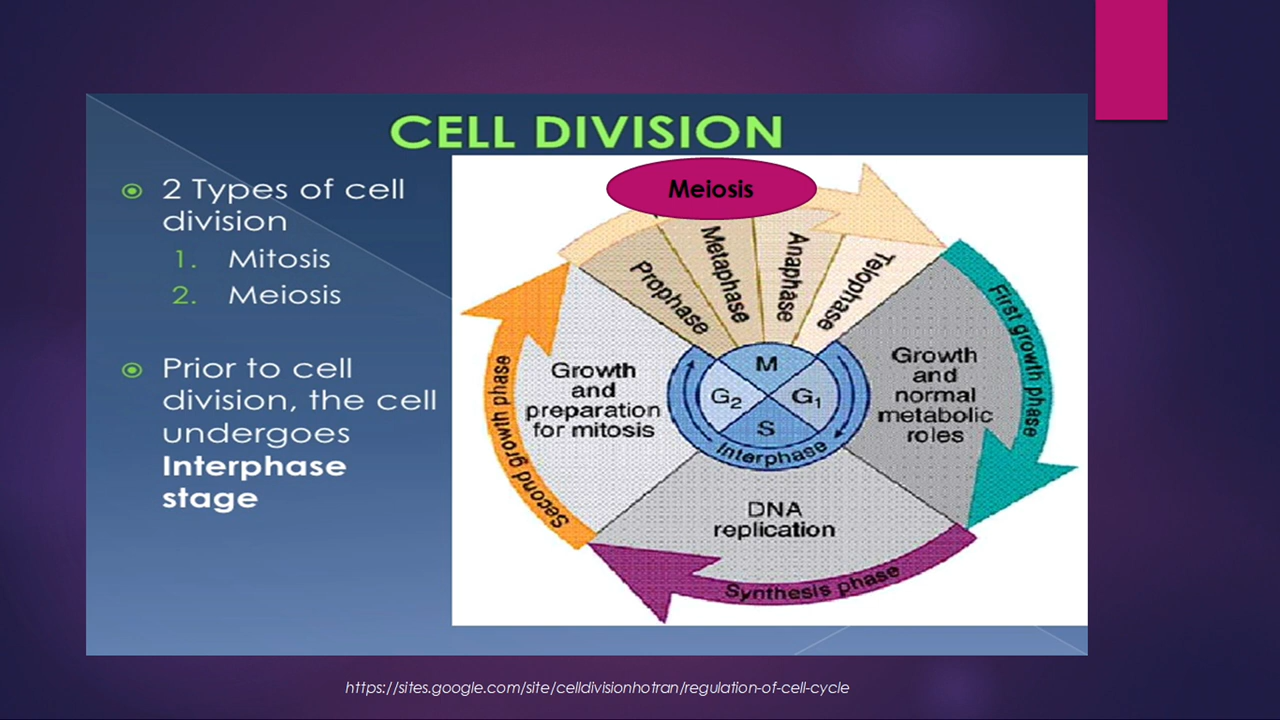 CELL DIVISION
2 Types of cell
division
1. Mitosis
2. Meiosis
Prior to cell
division, the cell
undergoes
Interphase
stage
Meiosis
Prophase
Metaphase
Anaphase
Telophase
First growth phase
Growth
and
normal
metabolic
roles
Growth
and
preparation
for mitosis
Second growth phase
M
G₂
G₁
S
Interphase
DNA
replication
Synthesis phase
https://sites.google.com/site/celldivisionhotran/regulation-of-cell-cycle